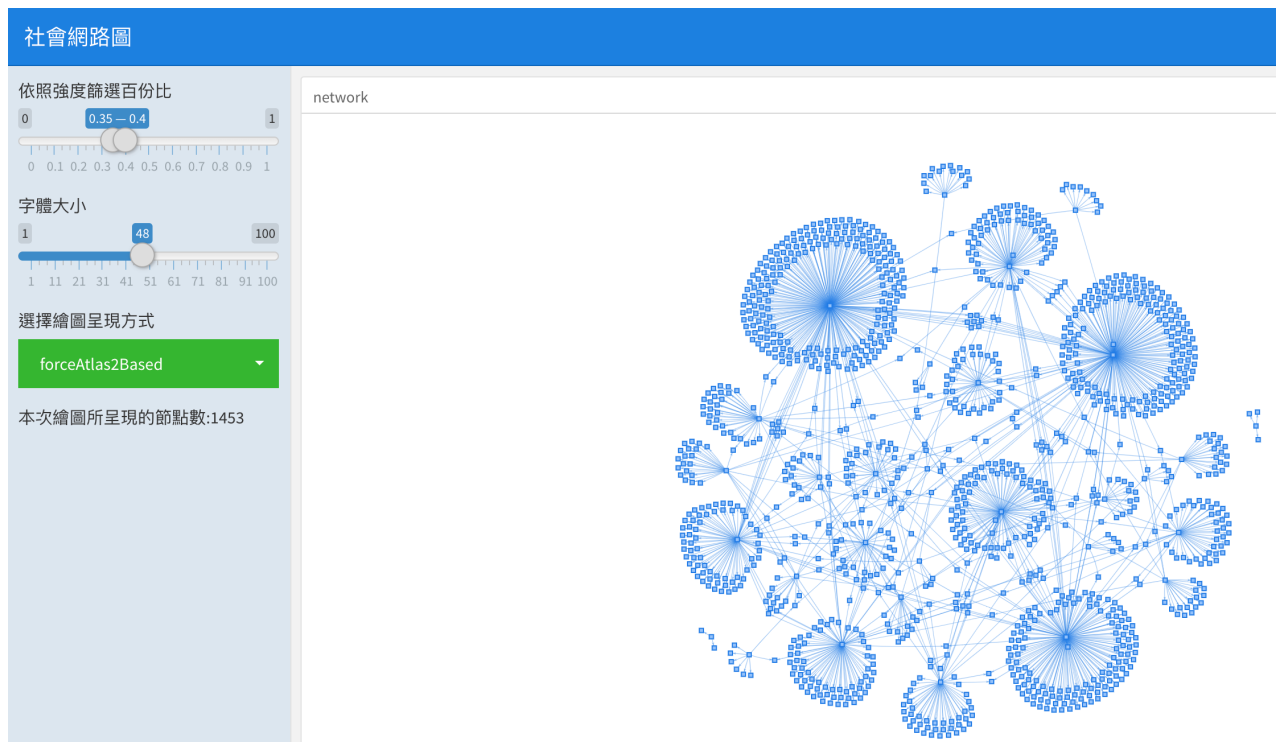 社會網路圖
依照強度篩選百份比
0 0.35 — 0.4 1
0 0.1 0.2 0.3 0.4 0.5 0.6 0.7 0.8 0.9 1
字體大小
1 48 100
1 11 21 31 41 51 61 71 81 91 100
選擇繪圖呈現方式
forceAtlas2Based
本次繪圖所呈現的節點數:1453
network